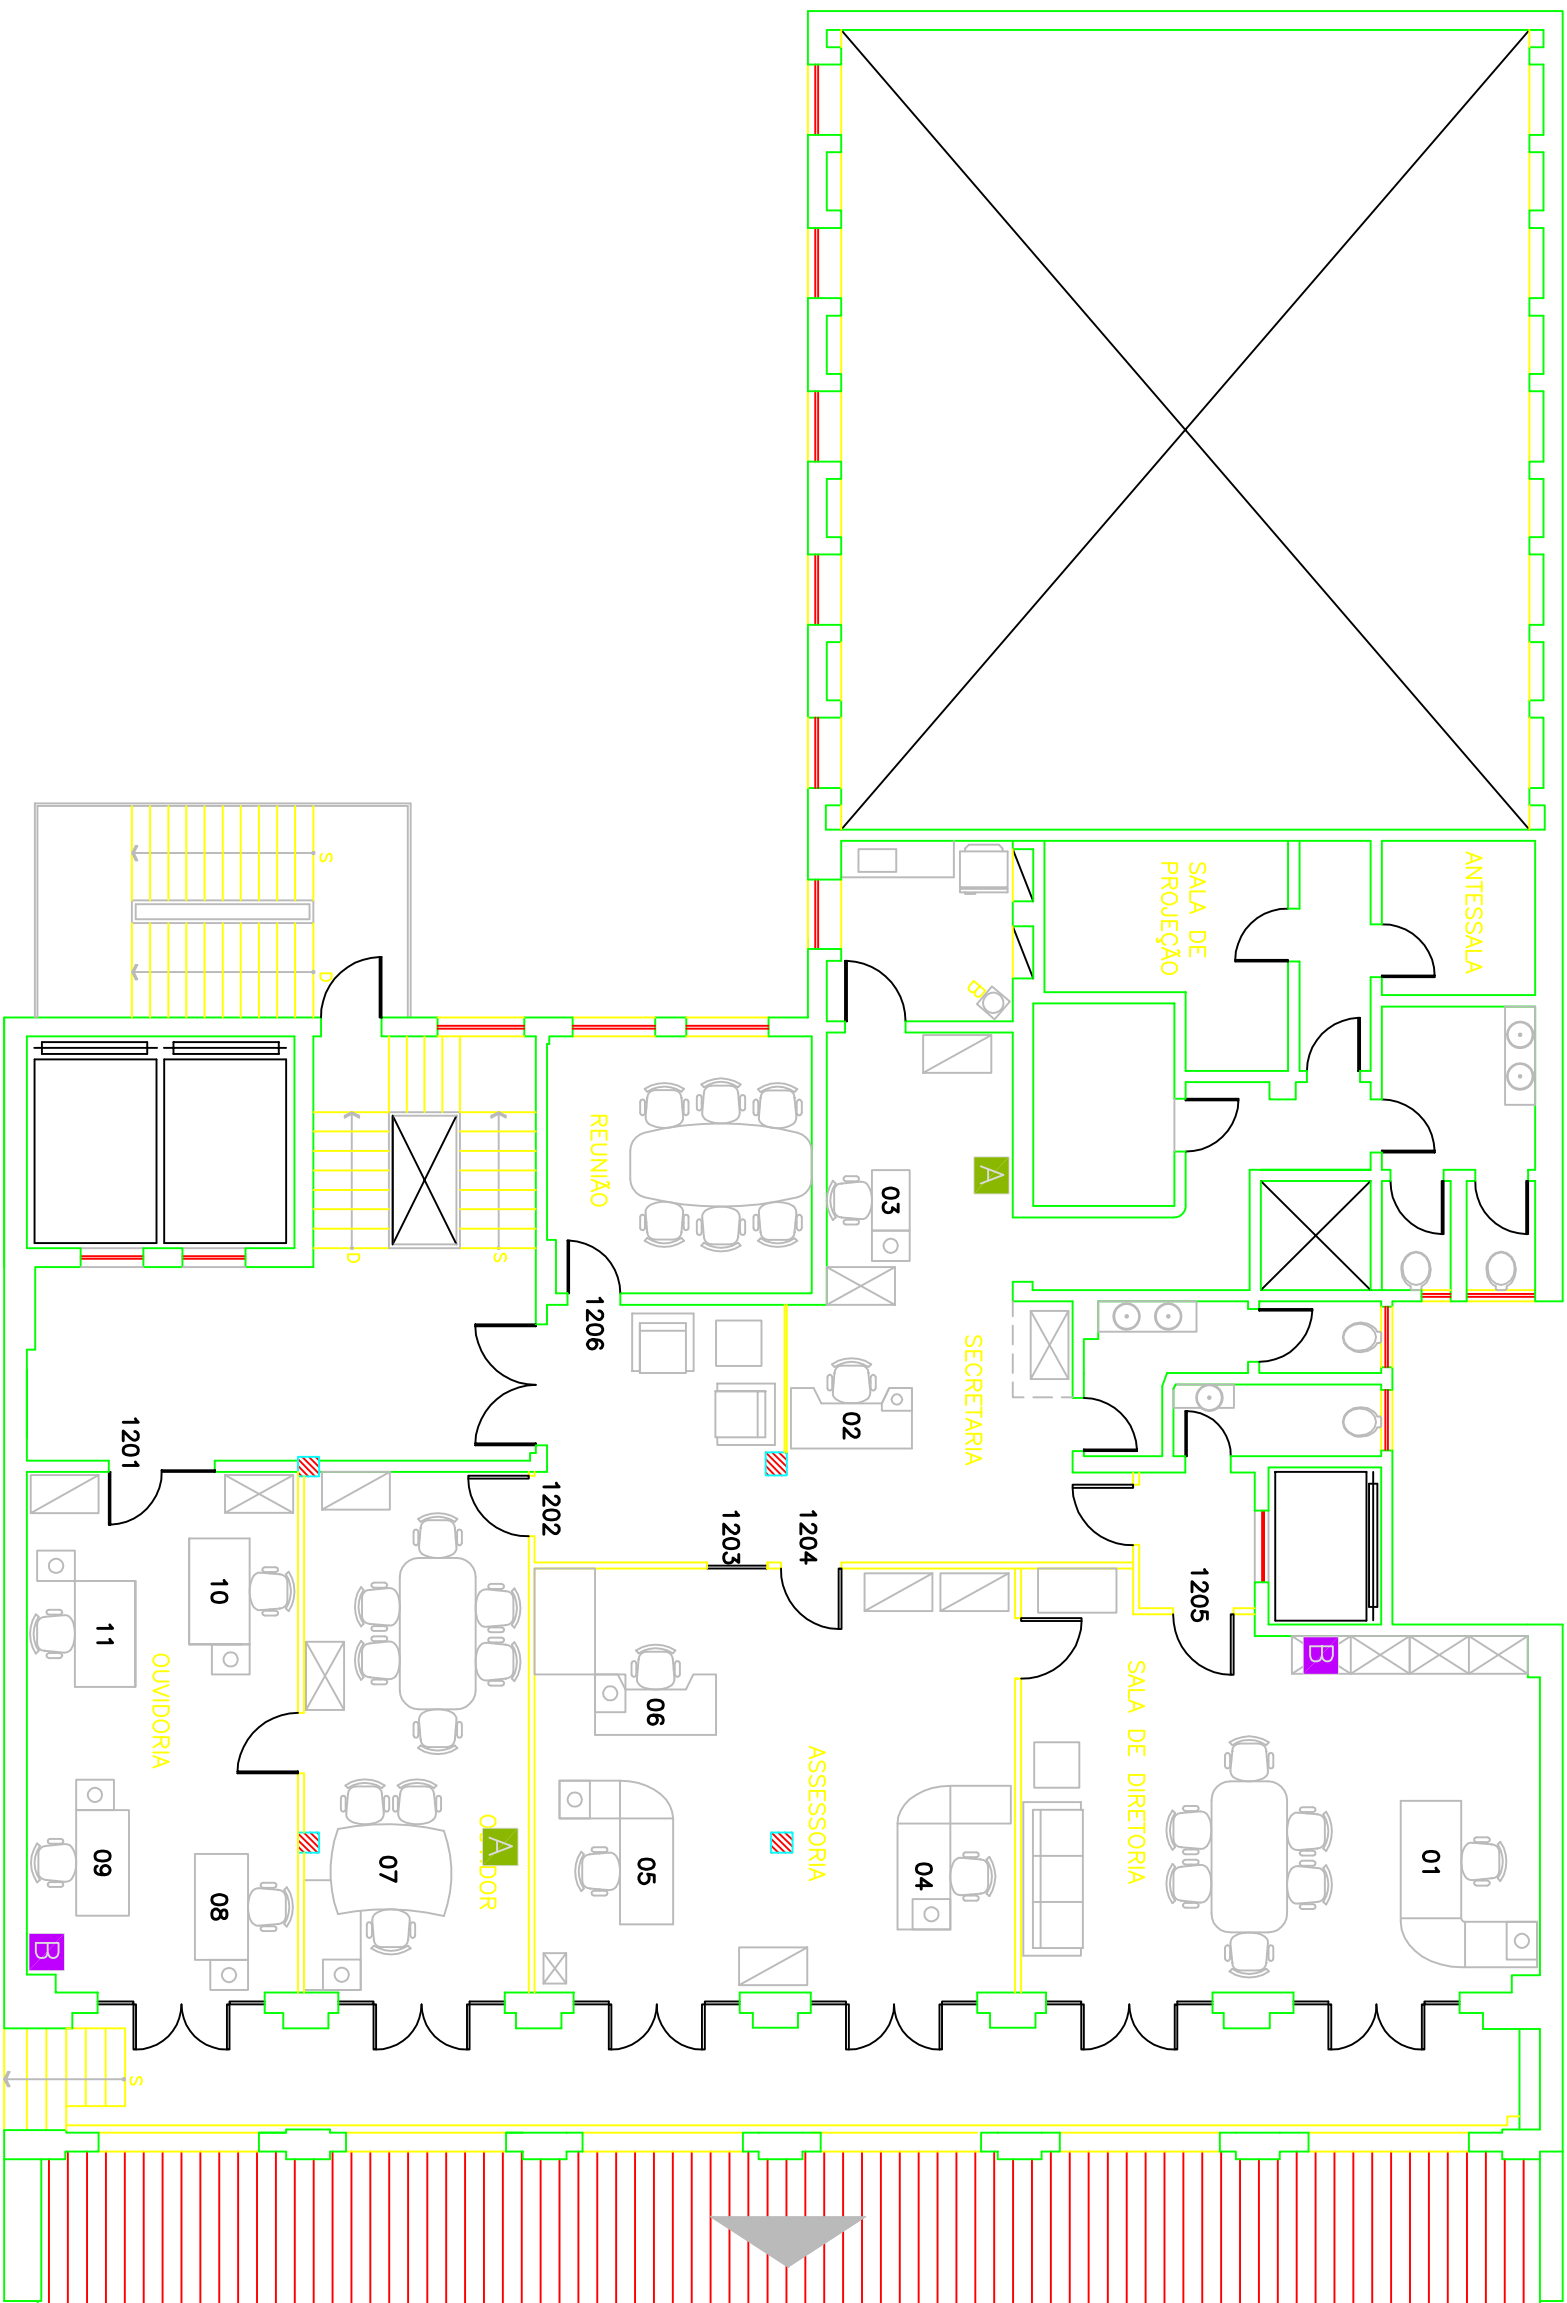 ANTESSALA
01
B
SALA DE
PROJEÇÃO
1205
SALA DE DIRETORIA
B
A
SECRETARIA
04
03
02
1204
ASSESSORIA
1203
06
05
REUNIÃO
1206
1202
A
S
07
D
S
D
10
08
OUVIDORIA
1201
S
11
09
B